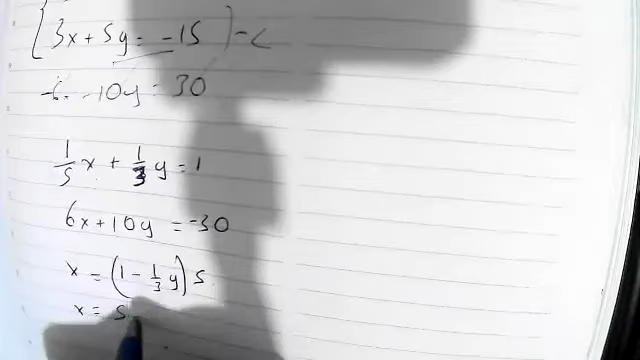 { 3x + 5y = -15 ) -2
-6x - 10y = 30
1/5 x + 1/3 y = 1
6x + 10y = -30
x = (1 - 1/3 y) 5
x = 5